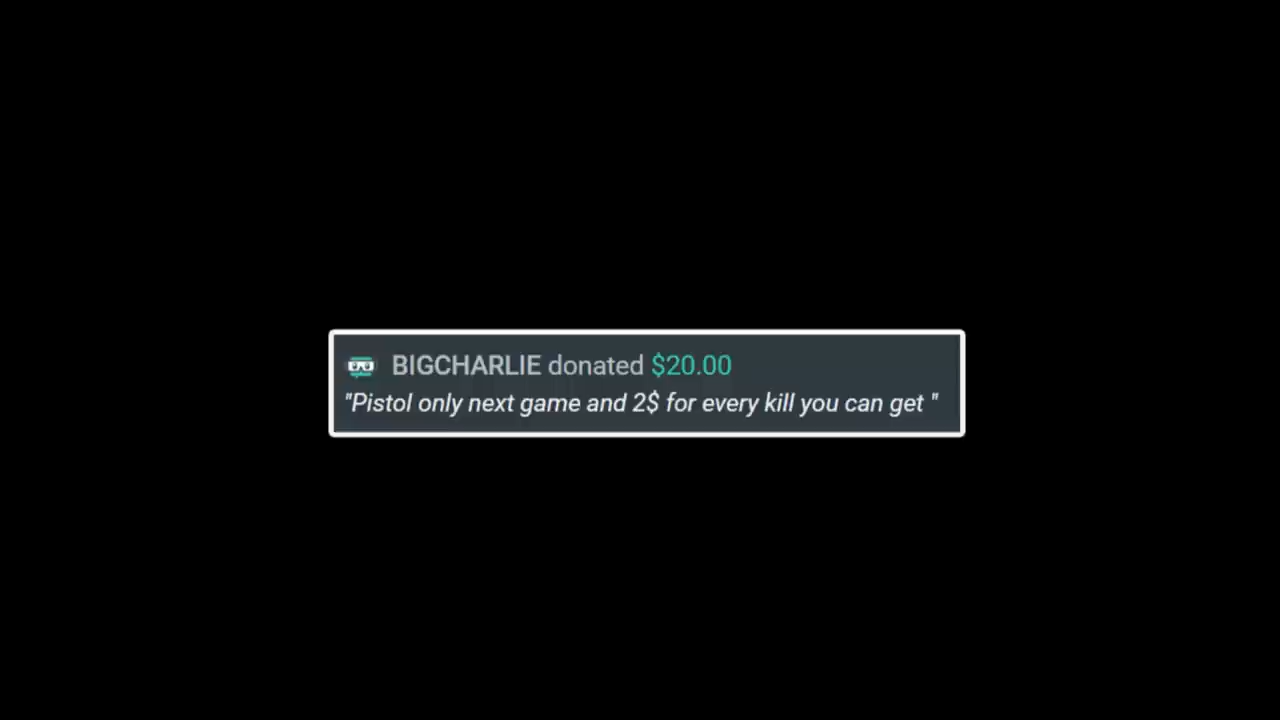 BIGCHARLIE donated $20.00
"Pistol only next game and 2$ for every kill you can get "